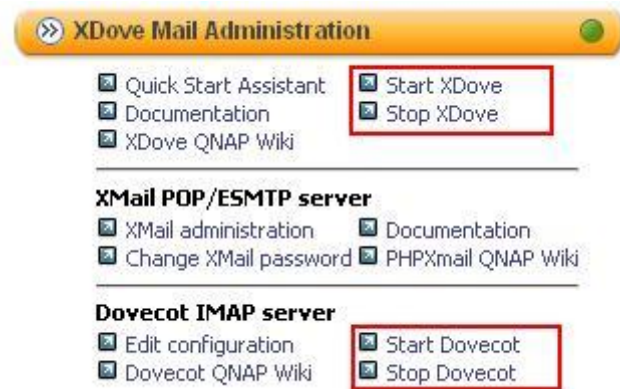 XDove Mail Administration
Quick Start Assistant Start XDove
Documentation Stop XDove
XDove QNAP Wiki
XMail POP/ESMTP server
XMail administration Documentation
Change XMail password PHPXmail QNAP Wiki
Dovecot IMAP server
Edit configuration Start Dovecot
Dovecot QNAP Wiki Stop Dovecot